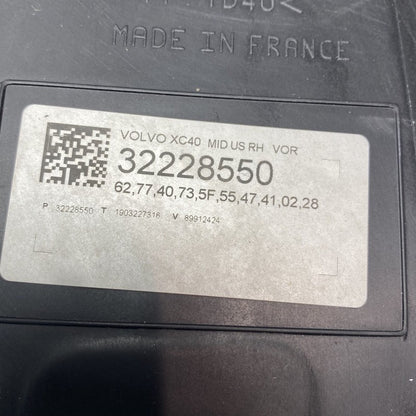 MADE IN FRANCE
VOLVO XC40 MID US RH VOR
32228550
62,77,40,73,5F,55,47,41,02,28
P 32228550 T 1903227316 V 89912424